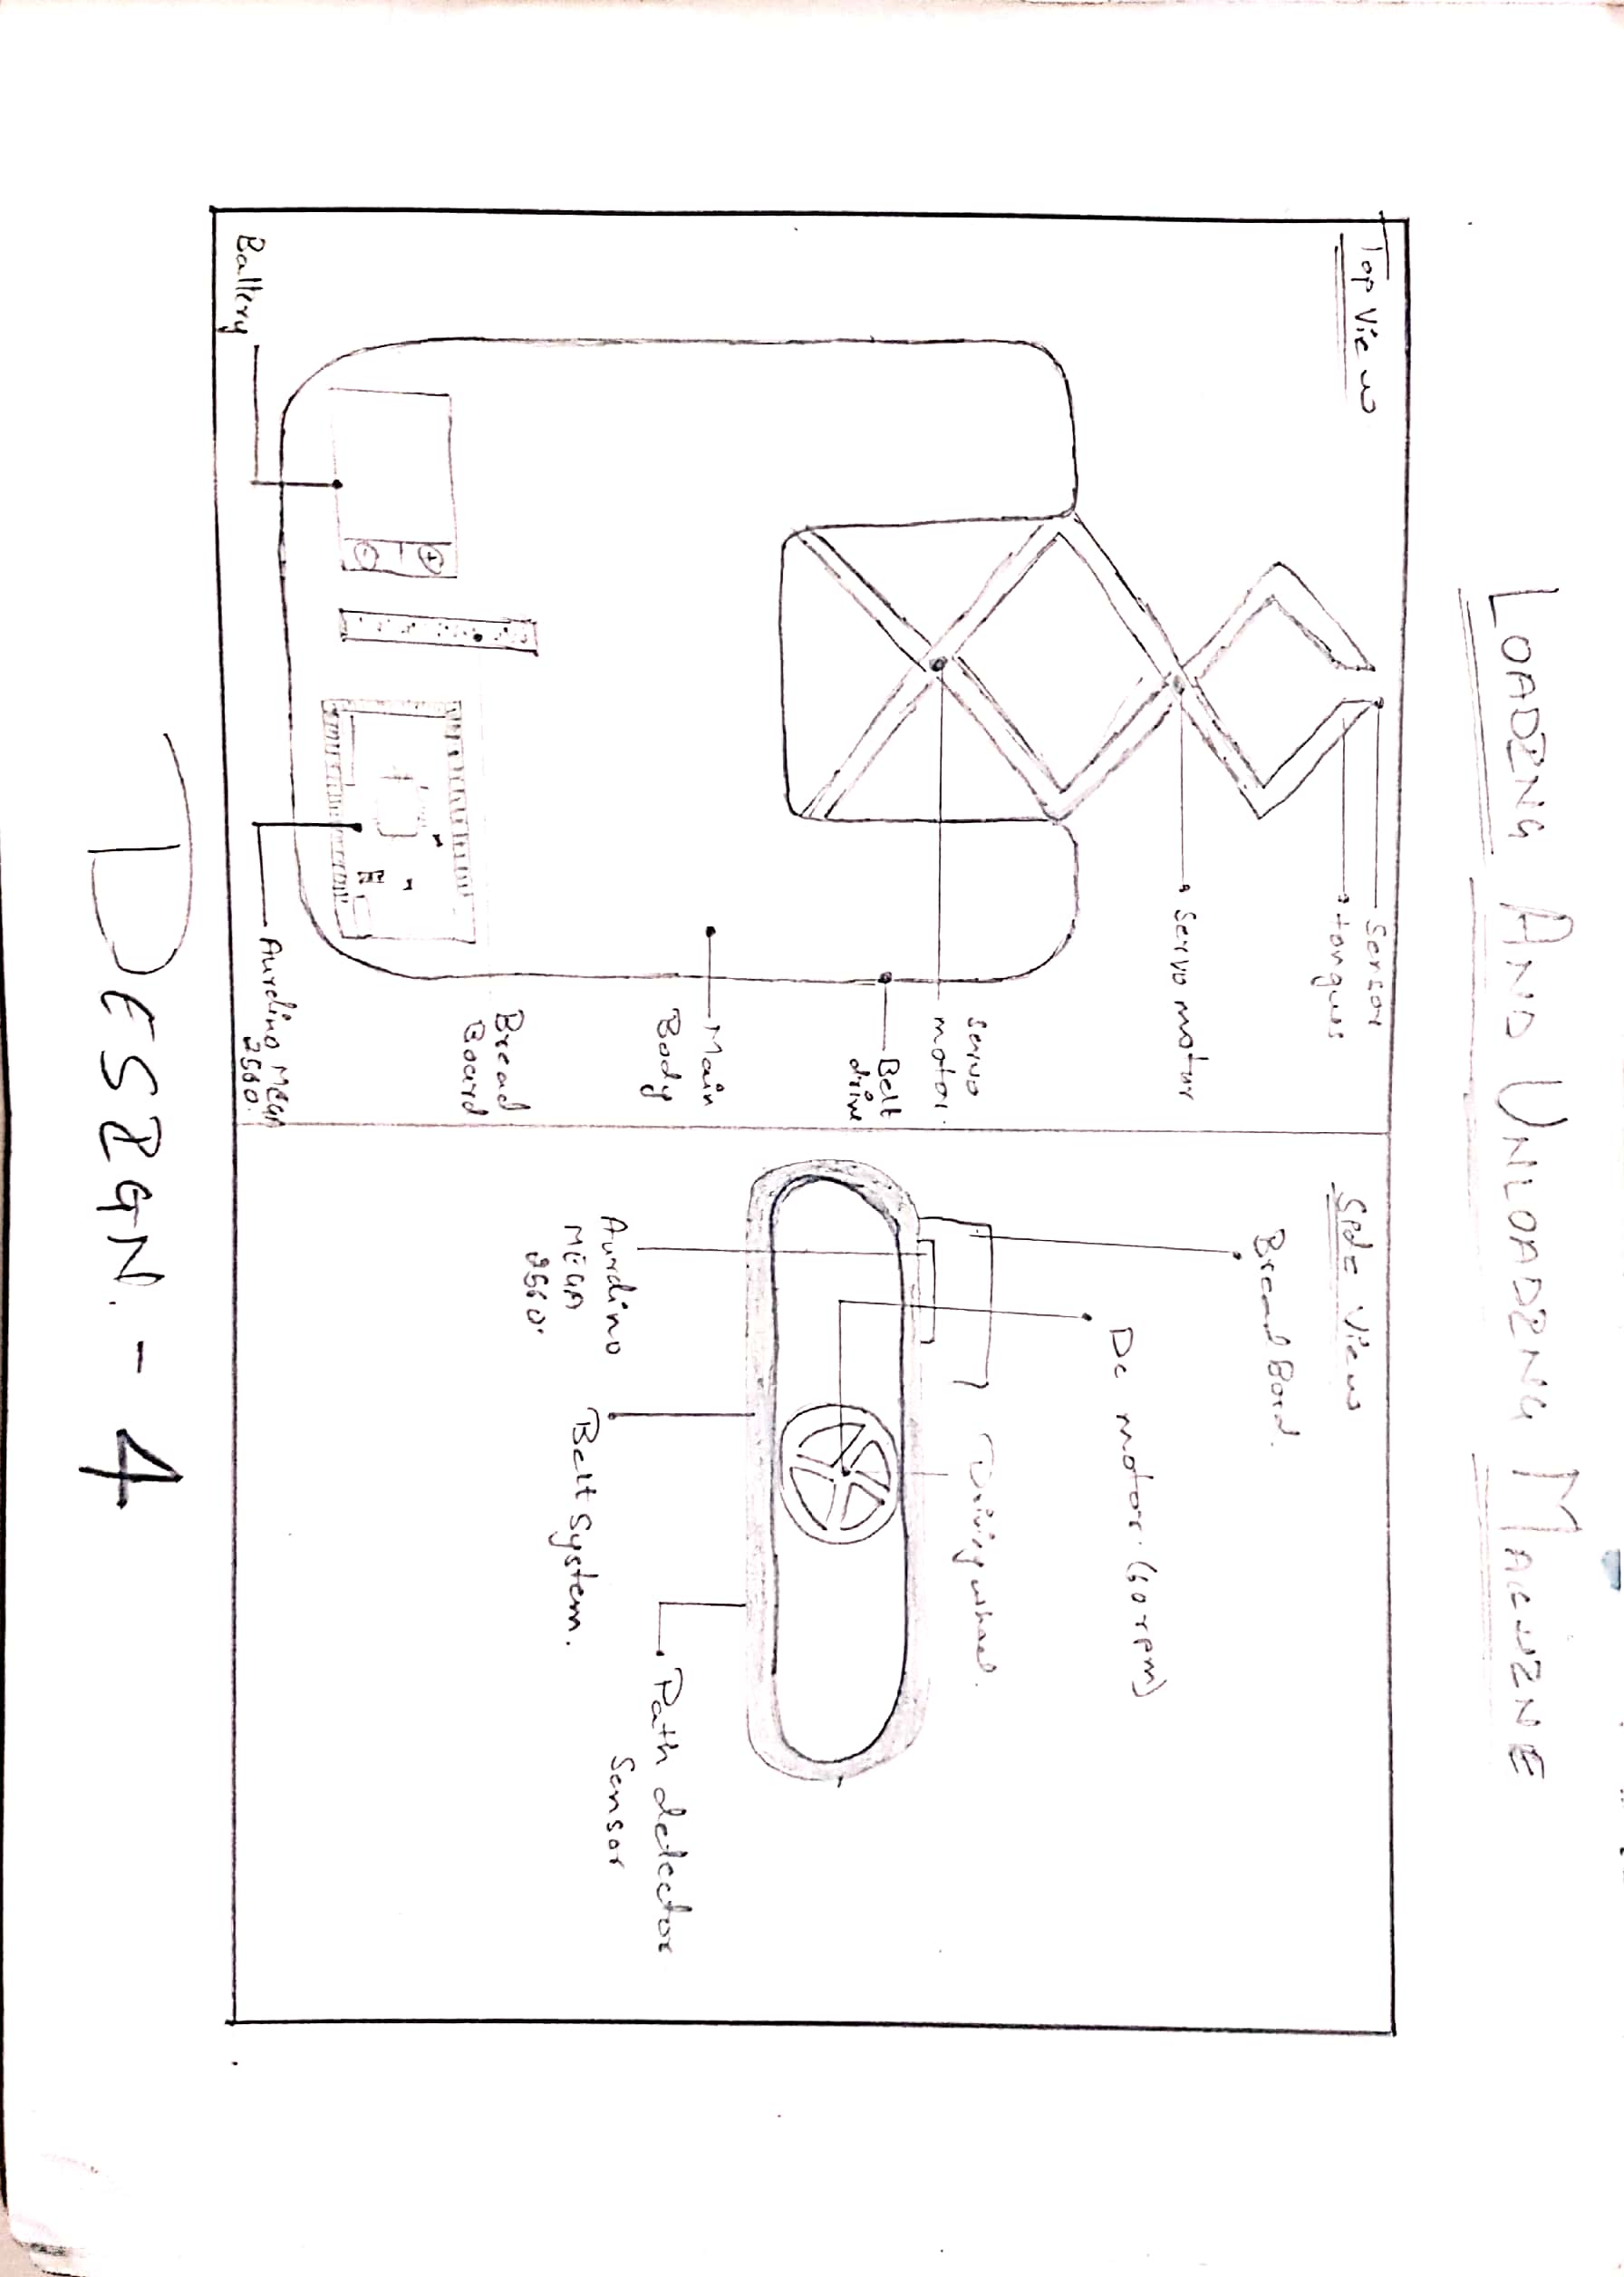 LOADING AND UNLOADING MACHINE
Top View
Sensor
tongues
Servo motor
Servo
motor.
Belt
drive
Main
Body
Bread
Board
Aurdino MEGA
2560.
Battery
+
-
Side View
Bread Bord.
Dc motor. (60 rpm)
Driving wheel.
Aurdino
MEGA
2560.
Belt System.
Path detector
Sensor
DESIGN. - 4